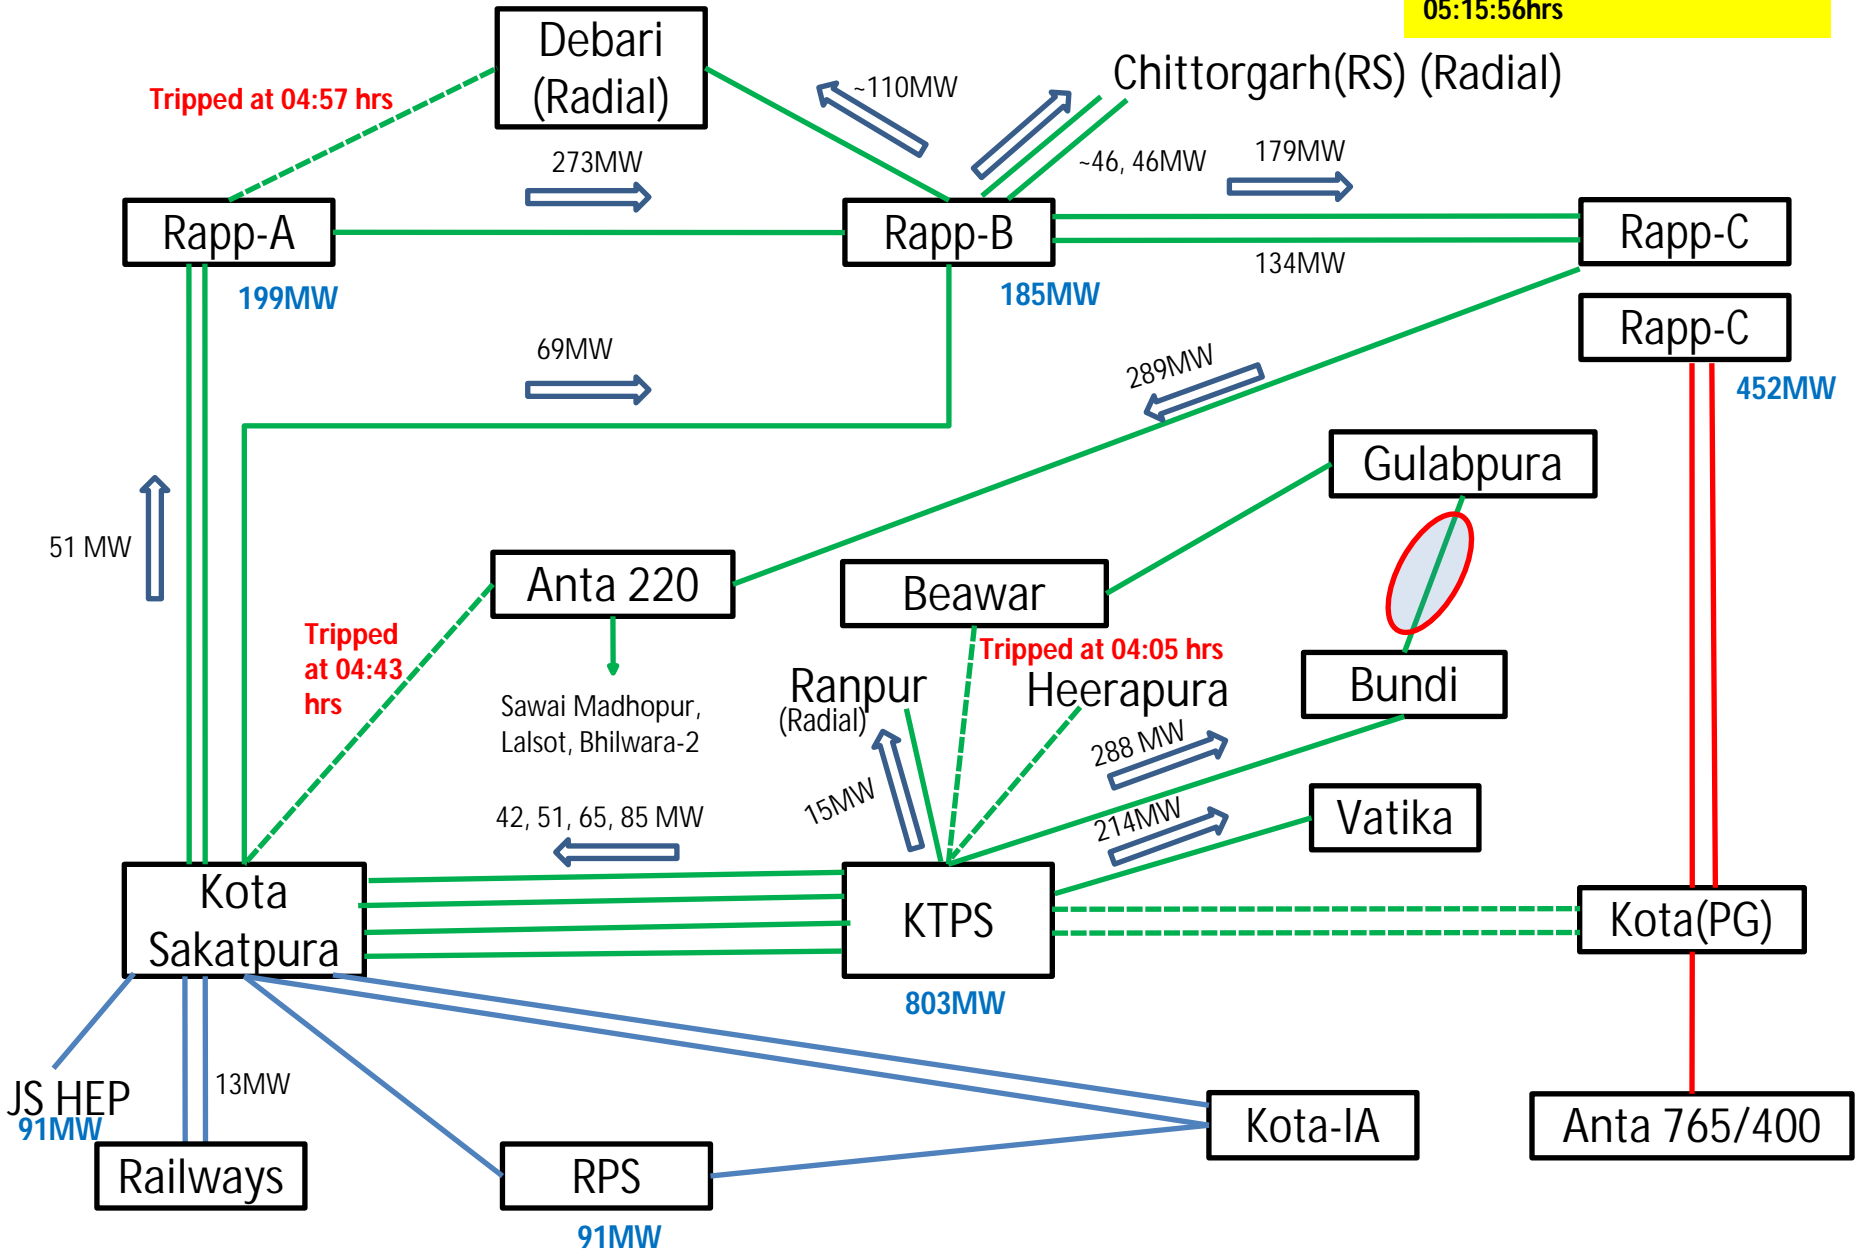 05:15:56hrs
Debari
(Radial)
Chittorgarh(RS) (Radial)
Tripped at 04:57 hrs
~110MW
~46, 46MW
179MW
273MW
Rapp-A
Rapp-B
Rapp-C
199MW
185MW
134MW
Rapp-C
452MW
69MW
289MW
Gulabpura
51 MW
Anta 220
Beawar
Tripped
at 04:43
hrs
Tripped at 04:05 hrs
Ranpur
(Radial)
Heerapura
Bundi
Sawai Madhopur,
Lalsot, Bhilwara-2
288 MW
15MW
214MW
Vatika
42, 51, 65, 85 MW
Kota
Sakatpura
KTPS
Kota(PG)
803MW
JS HEP
91MW
13MW
Kota-IA
Anta 765/400
Railways
RPS
91MW